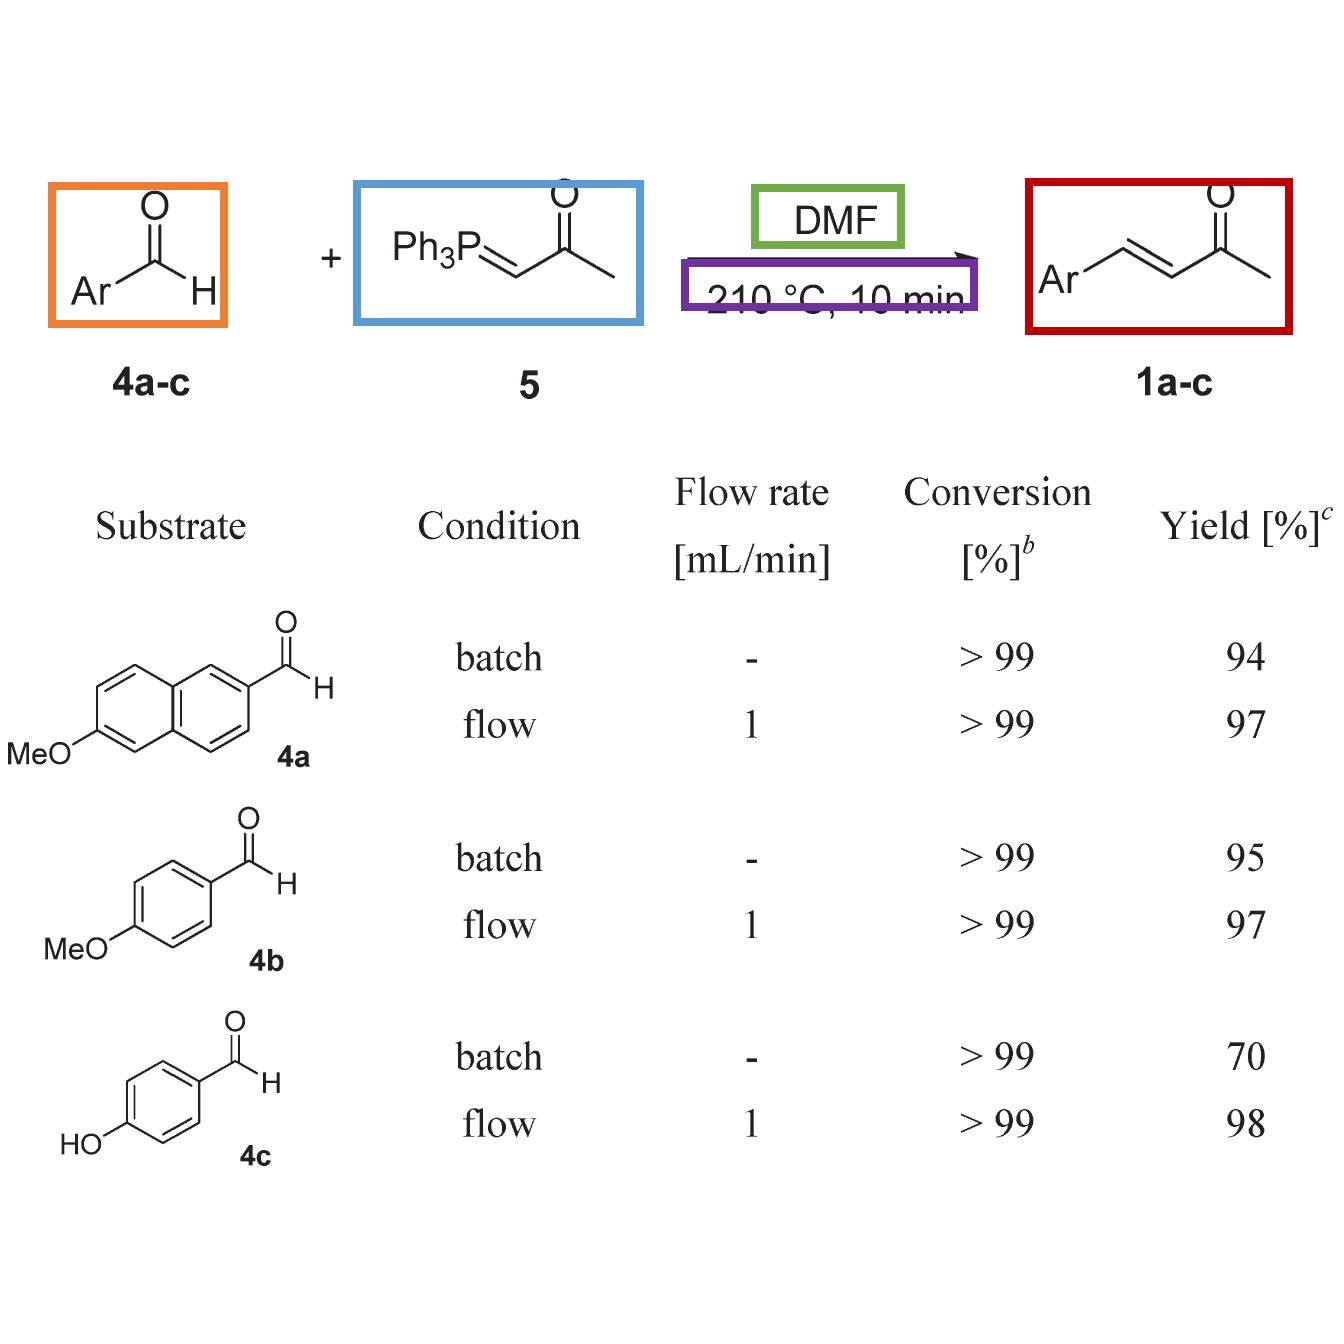 O
Ar
H
+
Ph3P
O
DMF
210 °C, 10 min
Ar
O
4a-c
5
1a-c
Substrate
Condition
Flow rate
[mL/min]
Conversion
[%]b
Yield [%]c
O
H
MeO
4a
batch - > 99 94
flow 1 > 99 97
O
H
MeO
4b
batch - > 99 95
flow 1 > 99 97
O
H
HO
4c
batch - > 99 70
flow 1 > 99 98